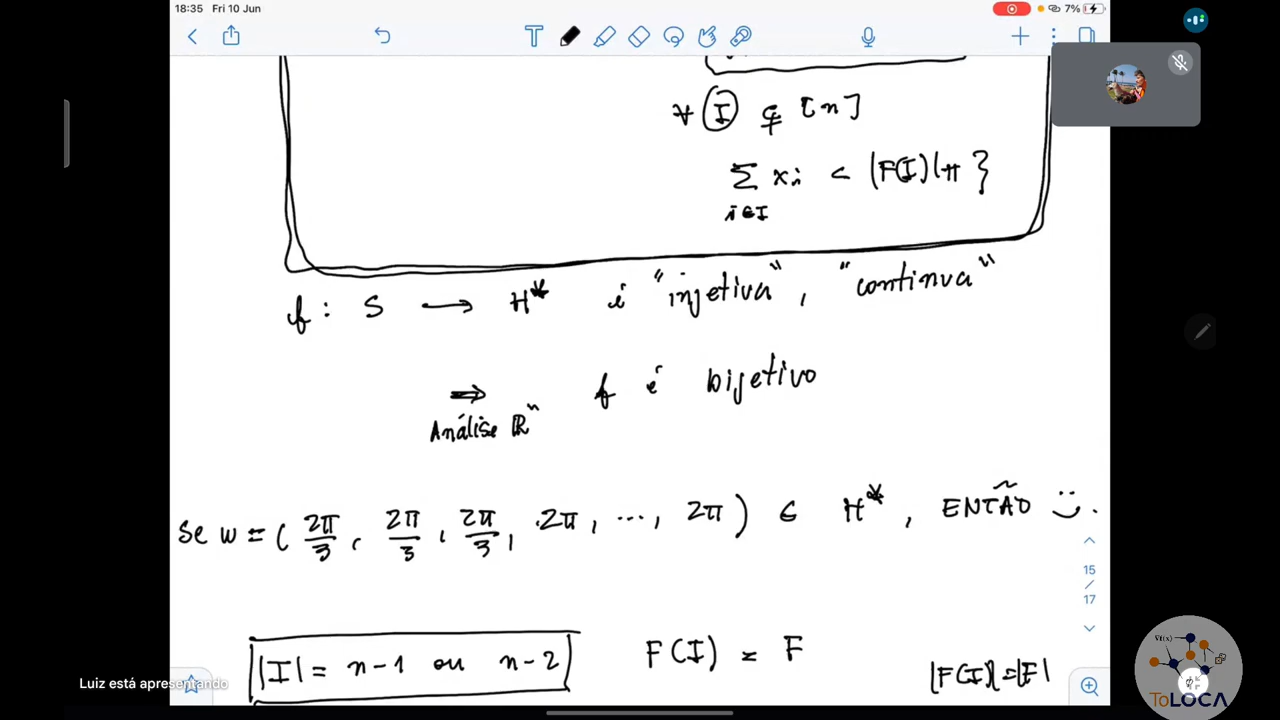 18:35 Fri 10 Jun
7%
∀ I ⊊ [n]
∑ xi < |F(I)|π }
i∈I
f: S → H* é "injetiva", "continua"
⇒ f é bijetivo
Análise ℝⁿ
Se w = ( 2π/3, 2π/3, 2π/3, 2π, ..., 2π ) ∈ H*, ENTÃO :).
15
/
17
|I| = n-1 ou n-2 F(I) = F |F(I)|=|F|
Luiz está apresentando
∇f(x)
ToLOCA